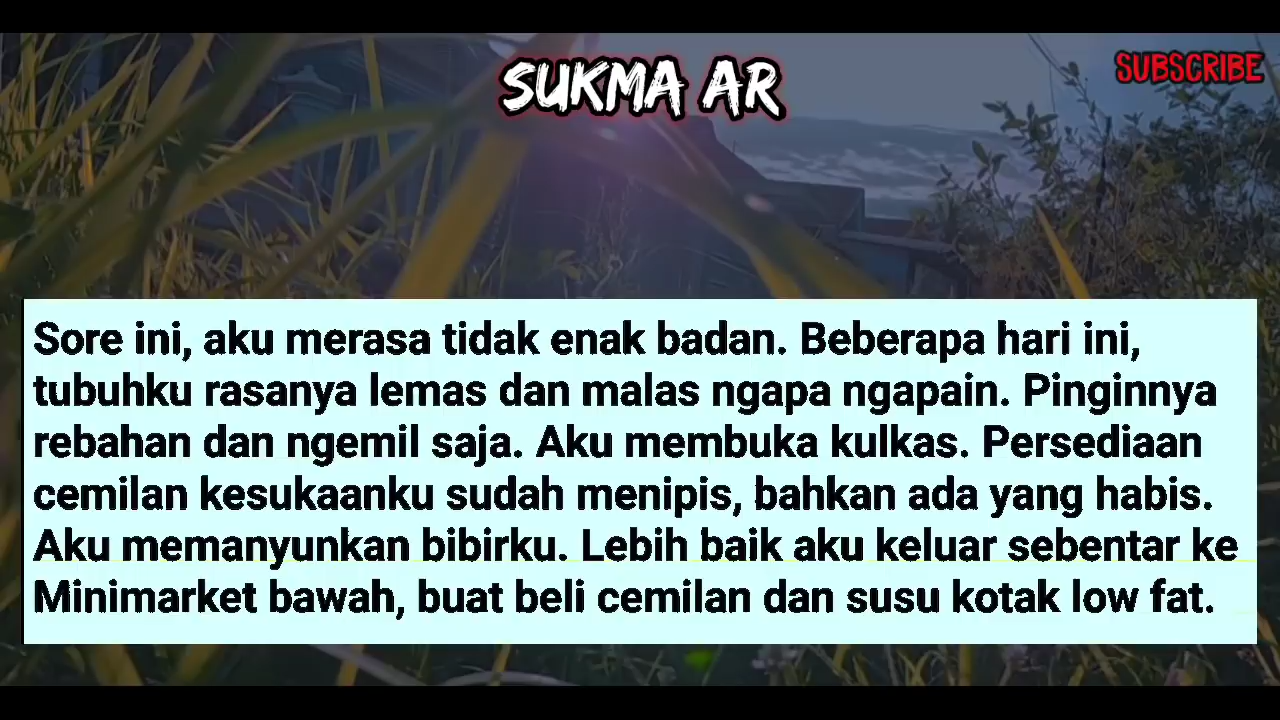 SUKMA AR
SUBSCRIBE
Sore ini, aku merasa tidak enak badan. Beberapa hari ini,
tubuhku rasanya lemas dan malas ngapa ngapain. Pinginnya
rebahan dan ngemil saja. Aku membuka kulkas. Persediaan
cemilan kesukaanku sudah menipis, bahkan ada yang habis.
Aku memanyunkan bibirku. Lebih baik aku keluar sebentar ke
Minimarket bawah, buat beli cemilan dan susu kotak low fat.